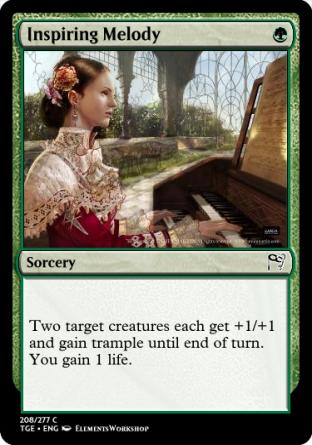 Inspiring Melody
Sorcery
Two target creatures each get +1/+1
and gain trample until end of turn.
You gain 1 life.
208/277 C
TGE • ENG ElementsWorkshop